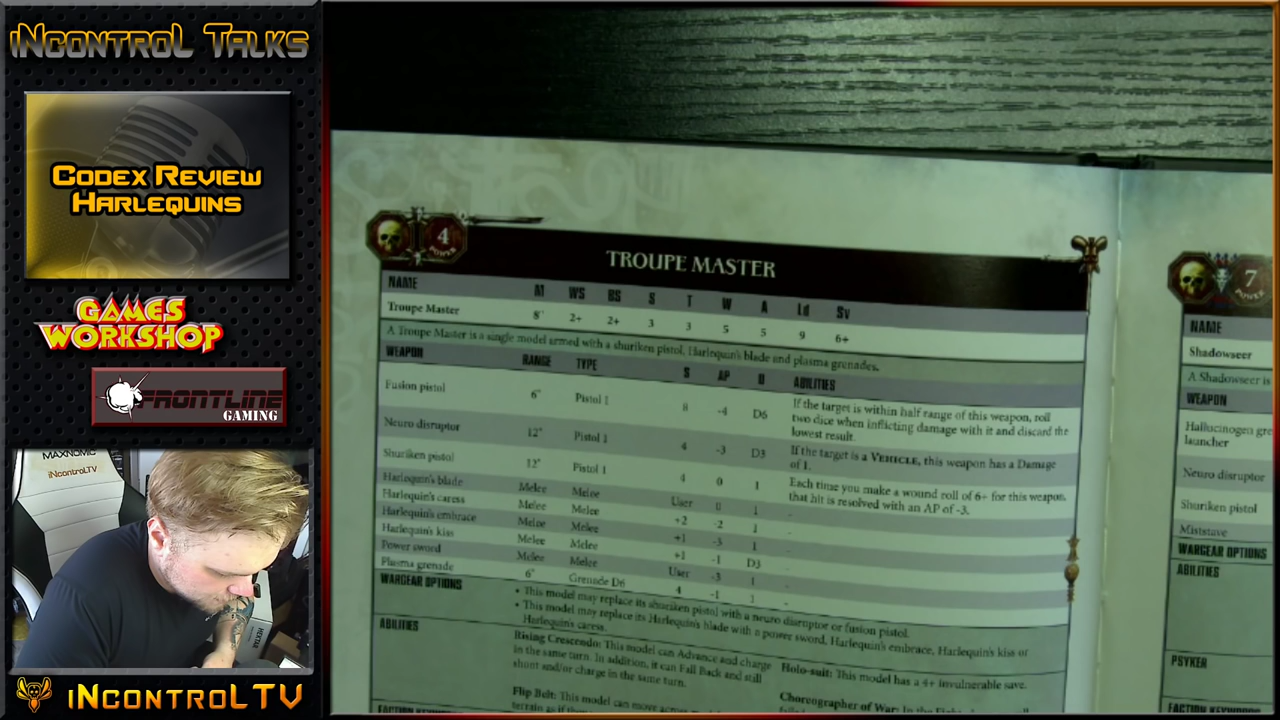 iNcontroL Talks
Codex Review
Harlequins
GAMES
WORKSHOP
FRONTLINE
GAMING
MAXNOMIC
iNcontroLTV
iNcontroLTV
4
POWER
TROUPE MASTER
NAME M WS BS S T W A Ld Sv
Troupe Master 8" 2+ 2+ 3 3 5 5 9 6+
A Troupe Master is a single model armed with a shuriken pistol, Harlequin's blade and plasma grenades.
WEAPON RANGE TYPE S AP D ABILITIES
Fusion pistol 6" Pistol 1 8 -4 D6 If the target is within half range of this weapon, roll
two dice when inflicting damage with it and discard the
lowest result.
Neuro disruptor 12" Pistol 1 4 -3 D3 If the target is a VEHICLE, this weapon has a Damage
of 1.
Shuriken pistol 12" Pistol 1 4 0 1 Each time you make a wound roll of 6+ for this weapon,
that hit is resolved with an AP of -3.
Harlequin's blade Melee Melee User 0 1 -
Harlequin's caress Melee Melee +2 -2 1 -
Harlequin's embrace Melee Melee +1 -3 1 -
Harlequin's kiss Melee Melee +1 -1 D3 -
Power sword Melee Melee User -3 1 -
Plasma grenade 6" Grenade D6 4 -1 1 -
WARGEAR OPTIONS
• This model may replace its shuriken pistol with a neuro disruptor or fusion pistol.
• This model may replace its Harlequin's blade with a power sword, Harlequin's embrace, Harlequin's kiss or
Harlequin's caress.
ABILITIES
Rising Crescendo: This model can Advance and charge
in the same turn. In addition, it can Fall Back and still
shoot and/or charge in the same turn.
Flip Belt: This model can move across
terrain as if
Holo-suit: This model has a 4+ invulnerable save.
Choreographer of War: In the Fight
7
POWER
NAME
Shadowseer
A Shadowseer is
WEAPON
Hallucinogen gre
launcher
Neuro disruptor
Shuriken pistol
Miststave
WARGEAR OPTIONS
ABILITIES
PSYKER